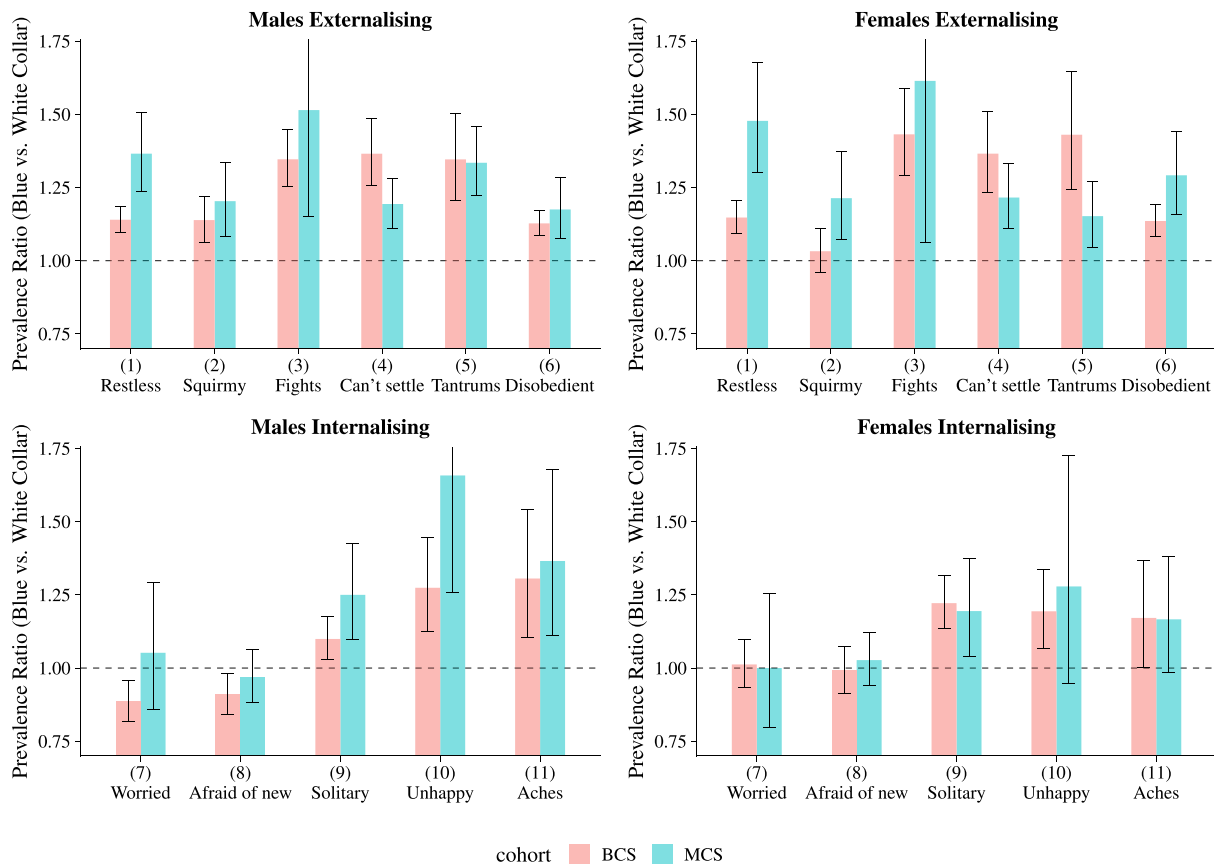 Males Externalising
Prevalence Ratio (Blue vs. White Collar)
1.75
1.50
1.25
1.00
0.75
(1) (2) (3) (4) (5) (6)
Restless Squirmy Fights Can't settle Tantrums Disobedient
Females Externalising
Prevalence Ratio (Blue vs. White Collar)
1.75
1.50
1.25
1.00
0.75
(1) (2) (3) (4) (5) (6)
Restless Squirmy Fights Can't settle Tantrums Disobedient
Males Internalising
Prevalence Ratio (Blue vs. White Collar)
1.75
1.50
1.25
1.00
0.75
(7) (8) (9) (10) (11)
Worried Afraid of new Solitary Unhappy Aches
Females Internalising
Prevalence Ratio (Blue vs. White Collar)
1.75
1.50
1.25
1.00
0.75
(7) (8) (9) (10) (11)
Worried Afraid of new Solitary Unhappy Aches
cohort BCS MCS